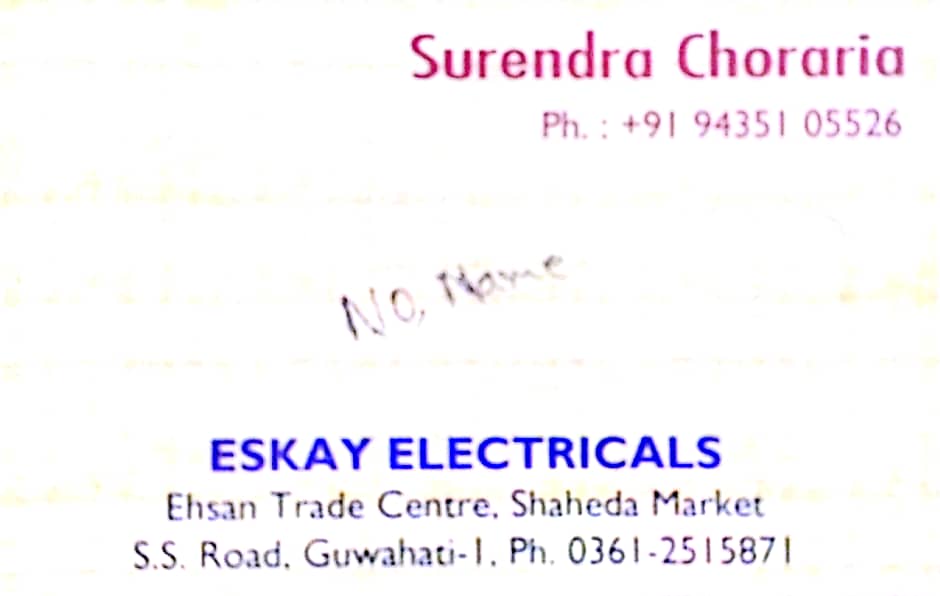 Surendra Choraria
Ph. : +91 94351 05526
No, Name
ESKAY ELECTRICALS
Ehsan Trade Centre, Shaheda Market
S.S. Road, Guwahati-1, Ph. 0361-2515871